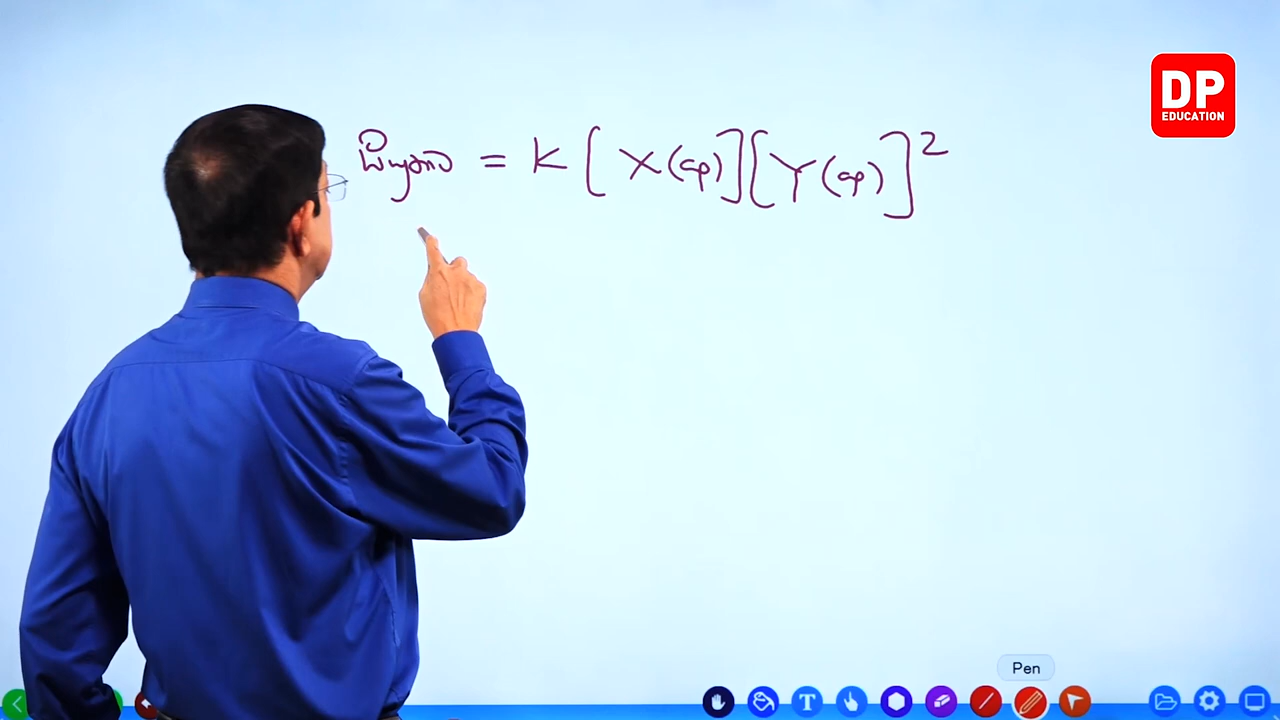 DP
EDUCATION
සීඝ්‍රතාව = K [ X(aq)] [Y(aq)]²
Pen
T